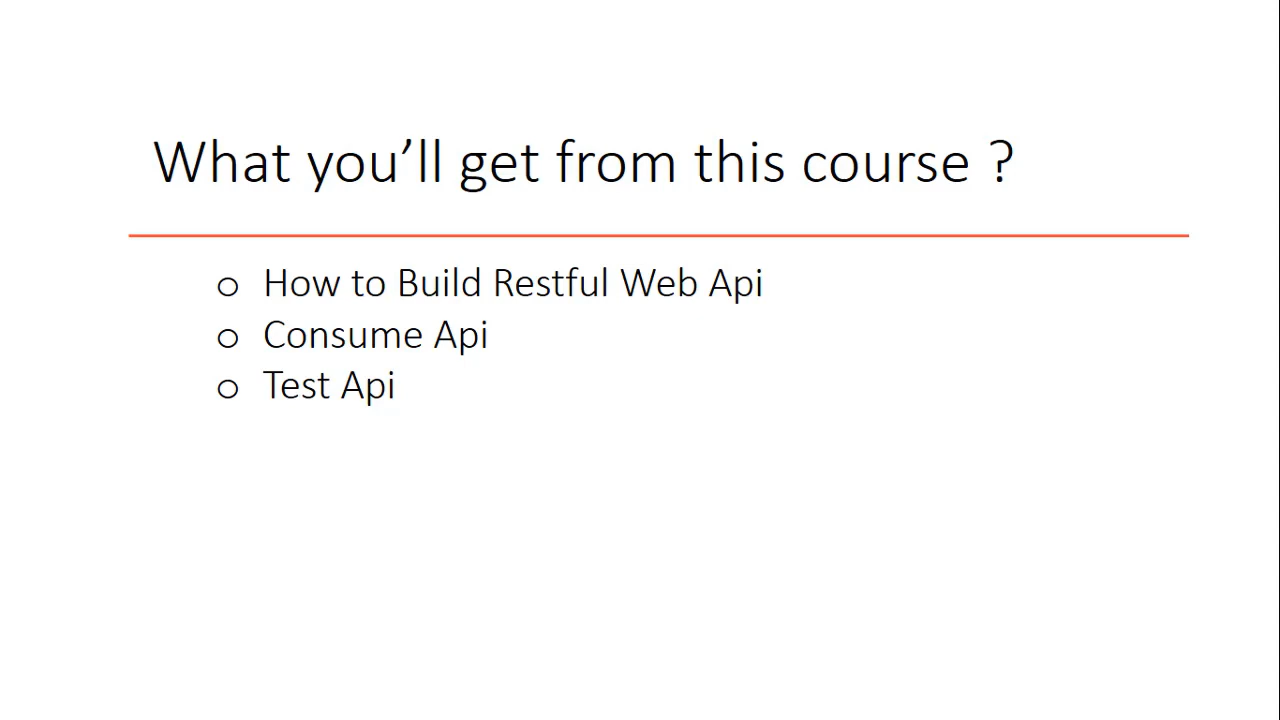 What you’ll get from this course ?
o How to Build Restful Web Api
o Consume Api
o Test Api